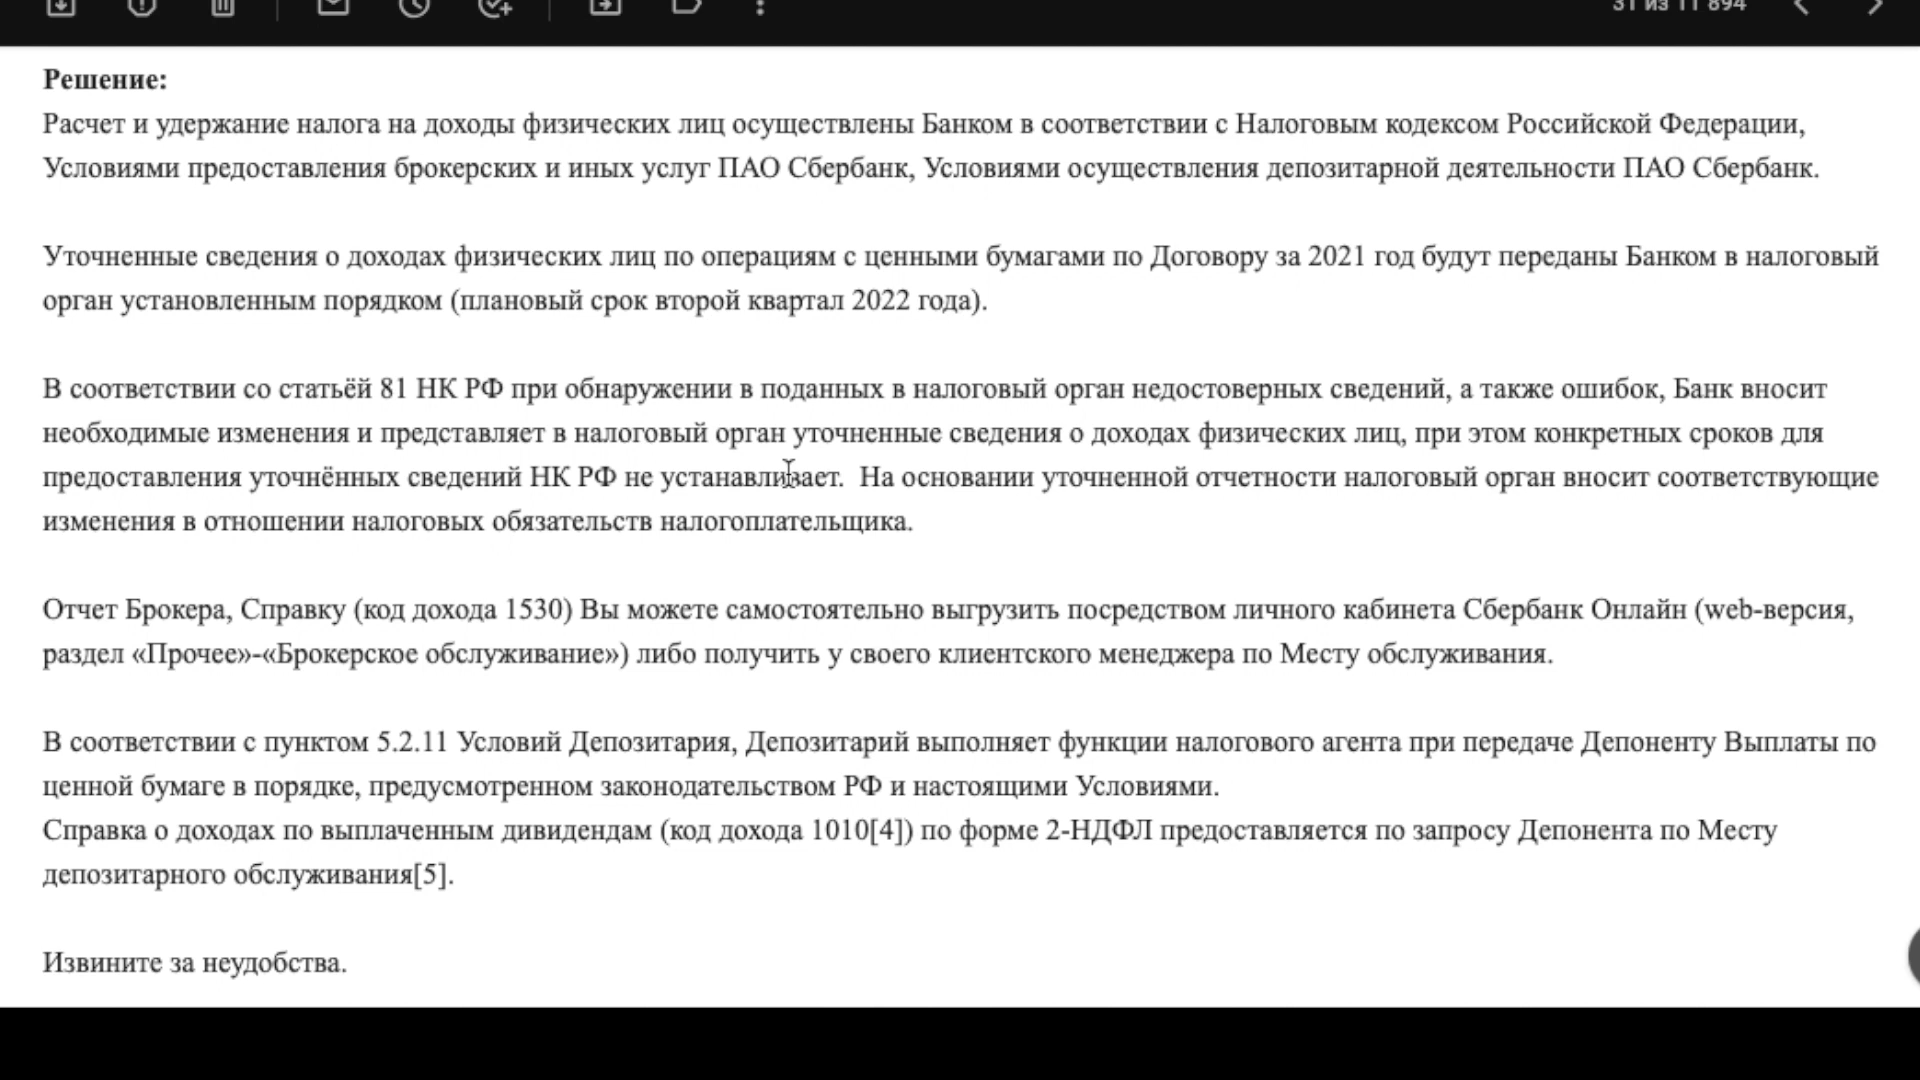 31 из 11 894
Решение:
Расчет и удержание налога на доходы физических лиц осуществлены Банком в соответствии с Налоговым кодексом Российской Федерации,
Условиями предоставления брокерских и иных услуг ПАО Сбербанк, Условиями осуществления депозитарной деятельности ПАО Сбербанк.
Уточненные сведения о доходах физических лиц по операциям с ценными бумагами по Договору за 2021 год будут переданы Банком в налоговый
орган установленным порядком (плановый срок второй квартал 2022 года).
В соответствии со статьёй 81 НК РФ при обнаружении в поданных в налоговый орган недостоверных сведений, а также ошибок, Банк вносит
необходимые изменения и представляет в налоговый орган уточненные сведения о доходах физических лиц, при этом конкретных сроков для
предоставления уточнённых сведений НК РФ не устанавливает. На основании уточненной отчетности налоговый орган вносит соответствующие
изменения в отношении налоговых обязательств налогоплательщика.
Отчет Брокера, Справку (код дохода 1530) Вы можете самостоятельно выгрузить посредством личного кабинета Сбербанк Онлайн (web-версия,
раздел «Прочее»-«Брокерское обслуживание») либо получить у своего клиентского менеджера по Месту обслуживания.
В соответствии с пунктом 5.2.11 Условий Депозитария, Депозитарий выполняет функции налогового агента при передаче Депоненту Выплаты по
ценной бумаге в порядке, предусмотренном законодательством РФ и настоящими Условиями.
Справка о доходах по выплаченным дивидендам (код дохода 1010[4]) по форме 2-НДФЛ предоставляется по запросу Депонента по Месту
депозитарного обслуживания[5].
Извините за неудобства.